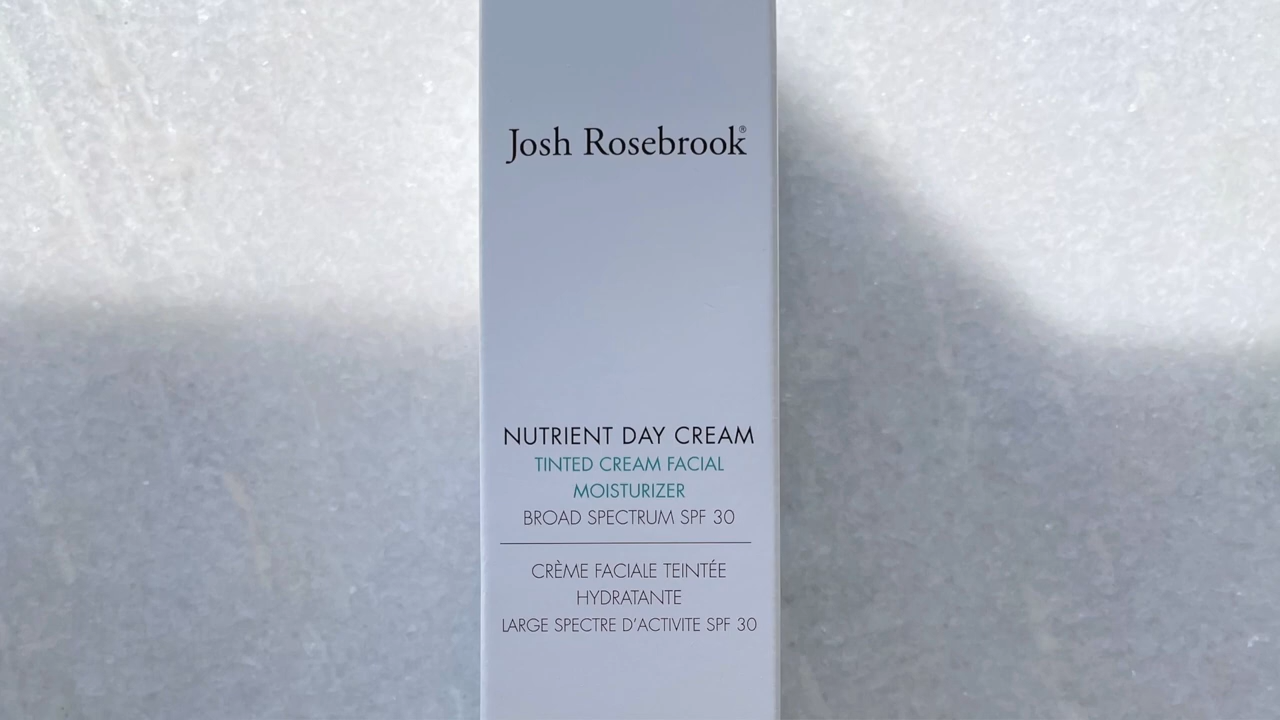 Josh Rosebrook®
NUTRIENT DAY CREAM
TINTED CREAM FACIAL
MOISTURIZER
BROAD SPECTRUM SPF 30
CRÈME FACIALE TEINTÉE
HYDRATANTE
LARGE SPECTRE D'ACTIVITE SPF 30